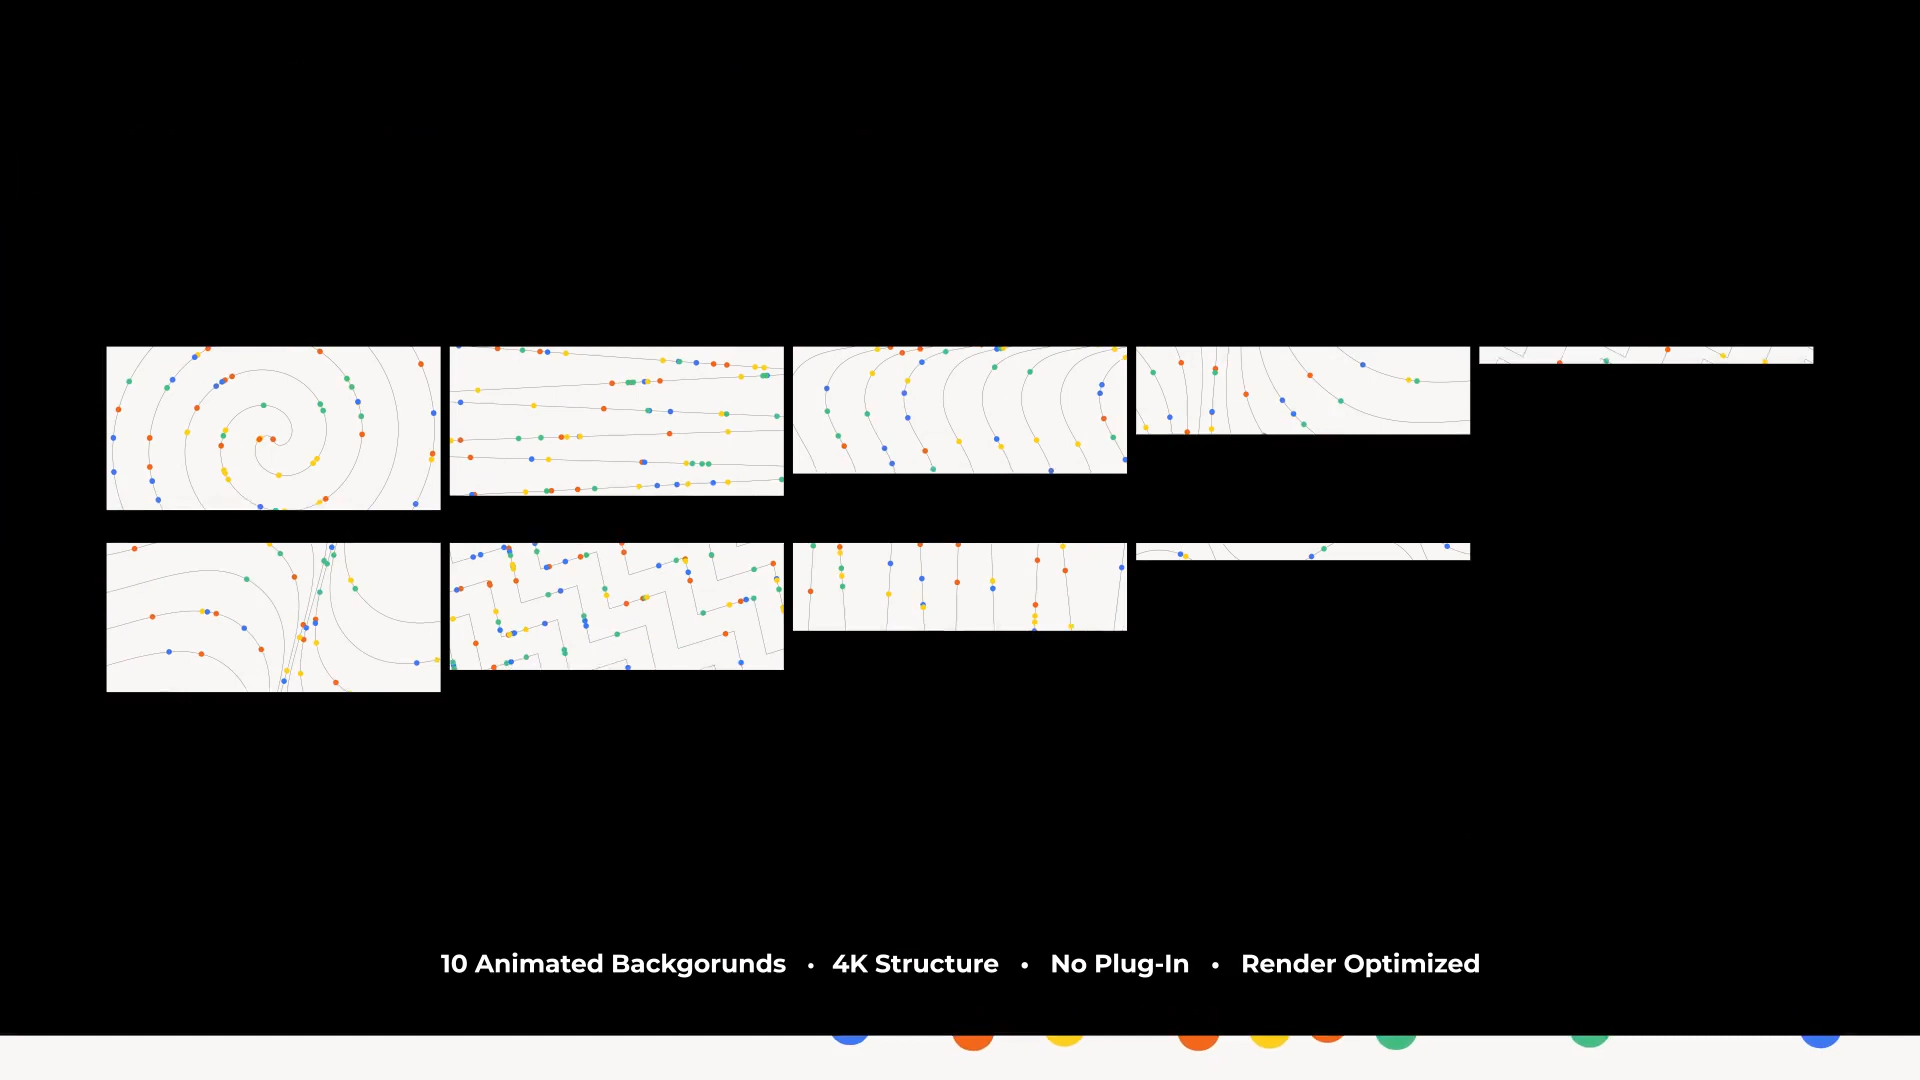 10 Animated Backgorunds • 4K Structure • No Plug-In • Render Optimized